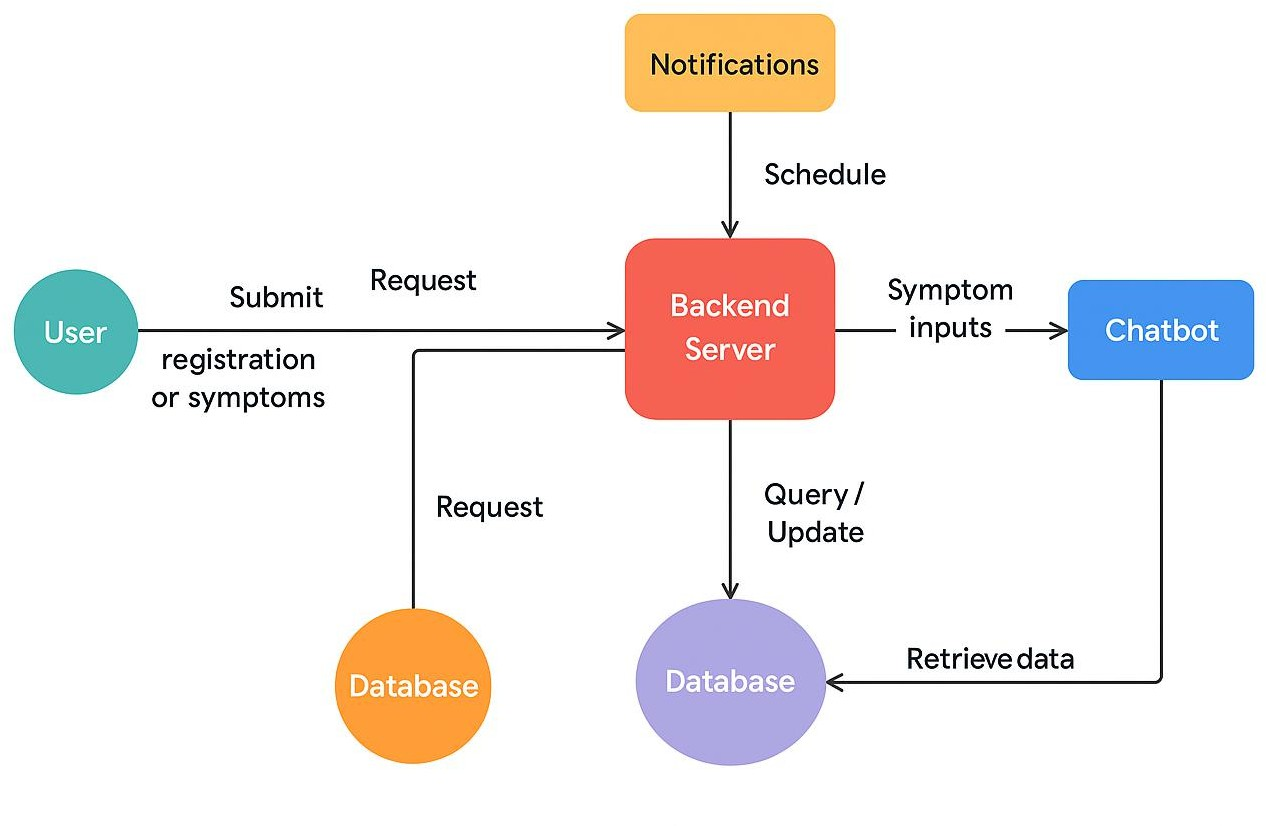 Notifications
Schedule
Request
Submit
User
registration
or symptoms
Backend
Server
Symptom
inputs
Chatbot
Request
Query /
Update
Retrieve data
Database
Database